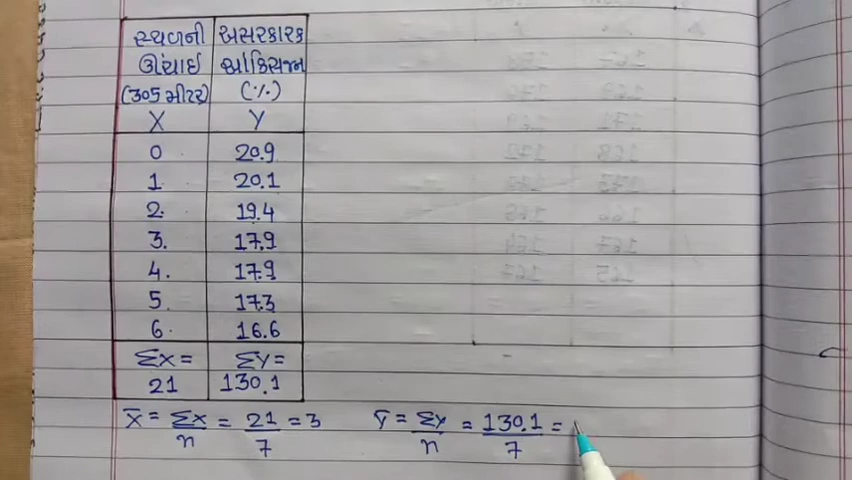 સ્થળની અસરકારક
ઊંચાઈ ઑક્સિજન
(305 મીટર) (%)
X Y
0 20.9
1 20.1
2. 19.4
3. 17.9
4. 17.9
5. 17.3
6. 16.6
Σx= Σy=
21 130.1
x̄ = Σx/n = 21/7 = 3 ȳ = Σy/n = 130.1/7 =